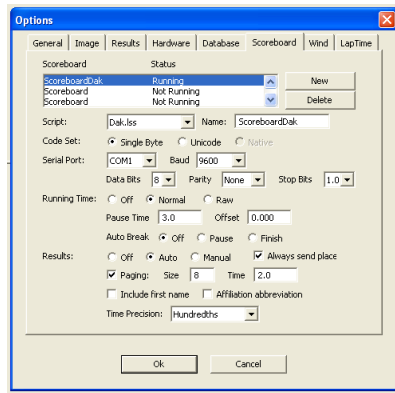 Options
General Image Results Hardware Database Scoreboard Wind LapTime
Scoreboard Status
ScoreboardDak Running
Scoreboard Not Running
Scoreboard Not Running
New
Delete
Script: Dak.lss Name: ScoreboardDak
Code Set: Single Byte Unicode Native
Serial Port: COM1 Baud 9600
Data Bits 8 Parity None Stop Bits 1.0
Running Time: Off Normal Raw
Pause Time 3.0 Offset 0.000
Auto Break Off Pause Finish
Results: Off Auto Manual Always send place
Paging: Size 8 Time 2.0
Include first name Affiliation abbreviation
Time Precision: Hundredths
Ok Cancel